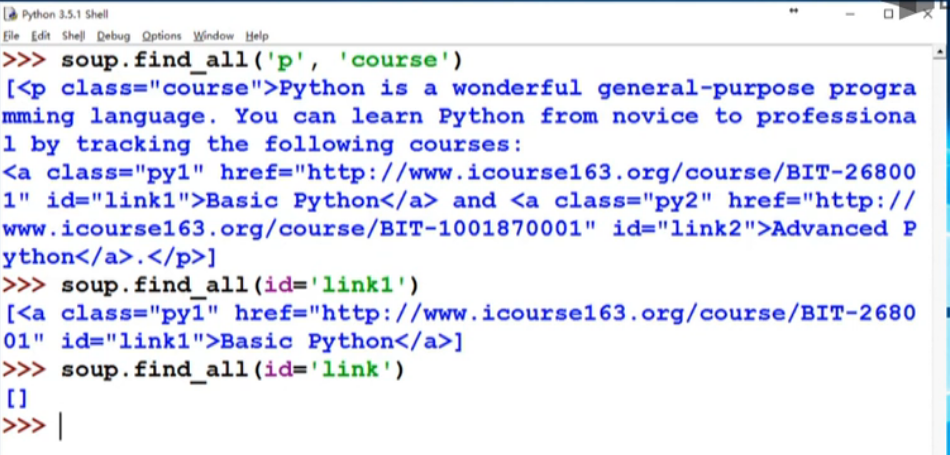 Python 3.5.1 Shell
File Edit Shell Debug Options Window Help
>>> soup.find_all('p', 'course')
[<p class="course">Python is a wonderful general-purpose progra
mming language. You can learn Python from novice to professiona
l by tracking the following courses:
<a class="py1" href="http://www.icourse163.org/course/BIT-26800
1" id="link1">Basic Python</a> and <a class="py2" href="http://
www.icourse163.org/course/BIT-1001870001" id="link2">Advanced P
ython</a>.</p>]
>>> soup.find_all(id='link1')
[<a class="py1" href="http://www.icourse163.org/course/BIT-2680
01" id="link1">Basic Python</a>]
>>> soup.find_all(id='link')
[]
>>>